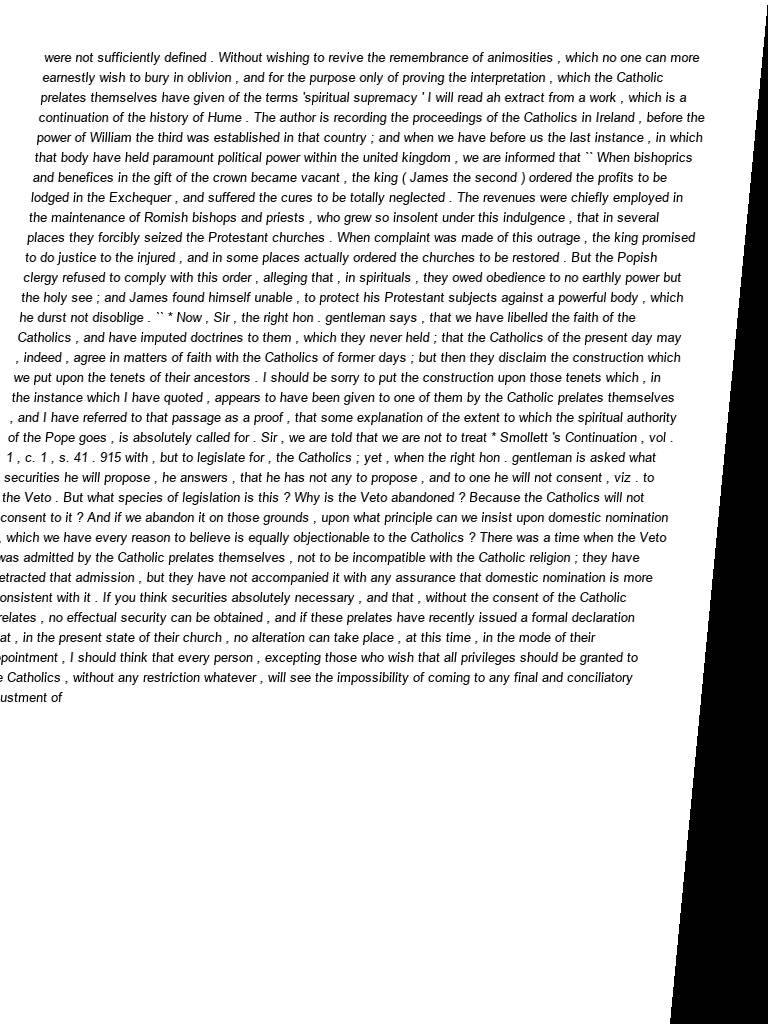 were not sufficiently defined . Without wishing to revive the remembrance of animosities , which no one can more
earnestly wish to bury in oblivion , and for the purpose only of proving the interpretation , which the Catholic
prelates themselves have given of the terms 'spiritual supremacy ' I will read ah extract from a work , which is a
continuation of the history of Hume . The author is recording the proceedings of the Catholics in Ireland , before the
power of William the third was established in that country ; and when we have before us the last instance , in which
that body have held paramount political power within the united kingdom , we are informed that `` When bishoprics
and benefices in the gift of the crown became vacant , the king ( James the second ) ordered the profits to be
lodged in the Exchequer , and suffered the cures to be totally neglected . The revenues were chiefly employed in
the maintenance of Romish bishops and priests , who grew so insolent under this indulgence , that in several
places they forcibly seized the Protestant churches . When complaint was made of this outrage , the king promised
to do justice to the injured , and in some places actually ordered the churches to be restored . But the Popish
clergy refused to comply with this order , alleging that , in spirituals , they owed obedience to no earthly power but
the holy see ; and James found himself unable , to protect his Protestant subjects against a powerful body , which
he durst not disoblige . `` * Now , Sir , the right hon . gentleman says , that we have libelled the faith of the
Catholics , and have imputed doctrines to them , which they never held ; that the Catholics of the present day may
, indeed , agree in matters of faith with the Catholics of former days ; but then they disclaim the construction which
we put upon the tenets of their ancestors . I should be sorry to put the construction upon those tenets which , in
the instance which I have quoted , appears to have been given to one of them by the Catholic prelates themselves
, and I have referred to that passage as a proof , that some explanation of the extent to which the spiritual authority
of the Pope goes , is absolutely called for . Sir , we are told that we are not to treat * Smollett 's Continuation , vol .
1 , c. 1 , s. 41 . 915 with , but to legislate for , the Catholics ; yet , when the right hon . gentleman is asked what
securities he will propose , he answers , that he has not any to propose , and to one he will not consent , viz . to
the Veto . But what species of legislation is this ? Why is the Veto abandoned ? Because the Catholics will not
consent to it ? And if we abandon it on those grounds , upon what principle can we insist upon domestic nomination
, which we have every reason to believe is equally objectionable to the Catholics ? There was a time when the Veto
was admitted by the Catholic prelates themselves , not to be incompatible with the Catholic religion ; they have
etracted that admission , but they have not accompanied it with any assurance that domestic nomination is more
onsistent with it . If you think securities absolutely necessary , and that , without the consent of the Catholic
relates , no effectual security can be obtained , and if these prelates have recently issued a formal declaration
at , in the present state of their church , no alteration can take place , at this time , in the mode of their
ppointment , I should think that every person , excepting those who wish that all privileges should be granted to
e Catholics , without any restriction whatever , will see the impossibility of coming to any final and conciliatory
ustment of